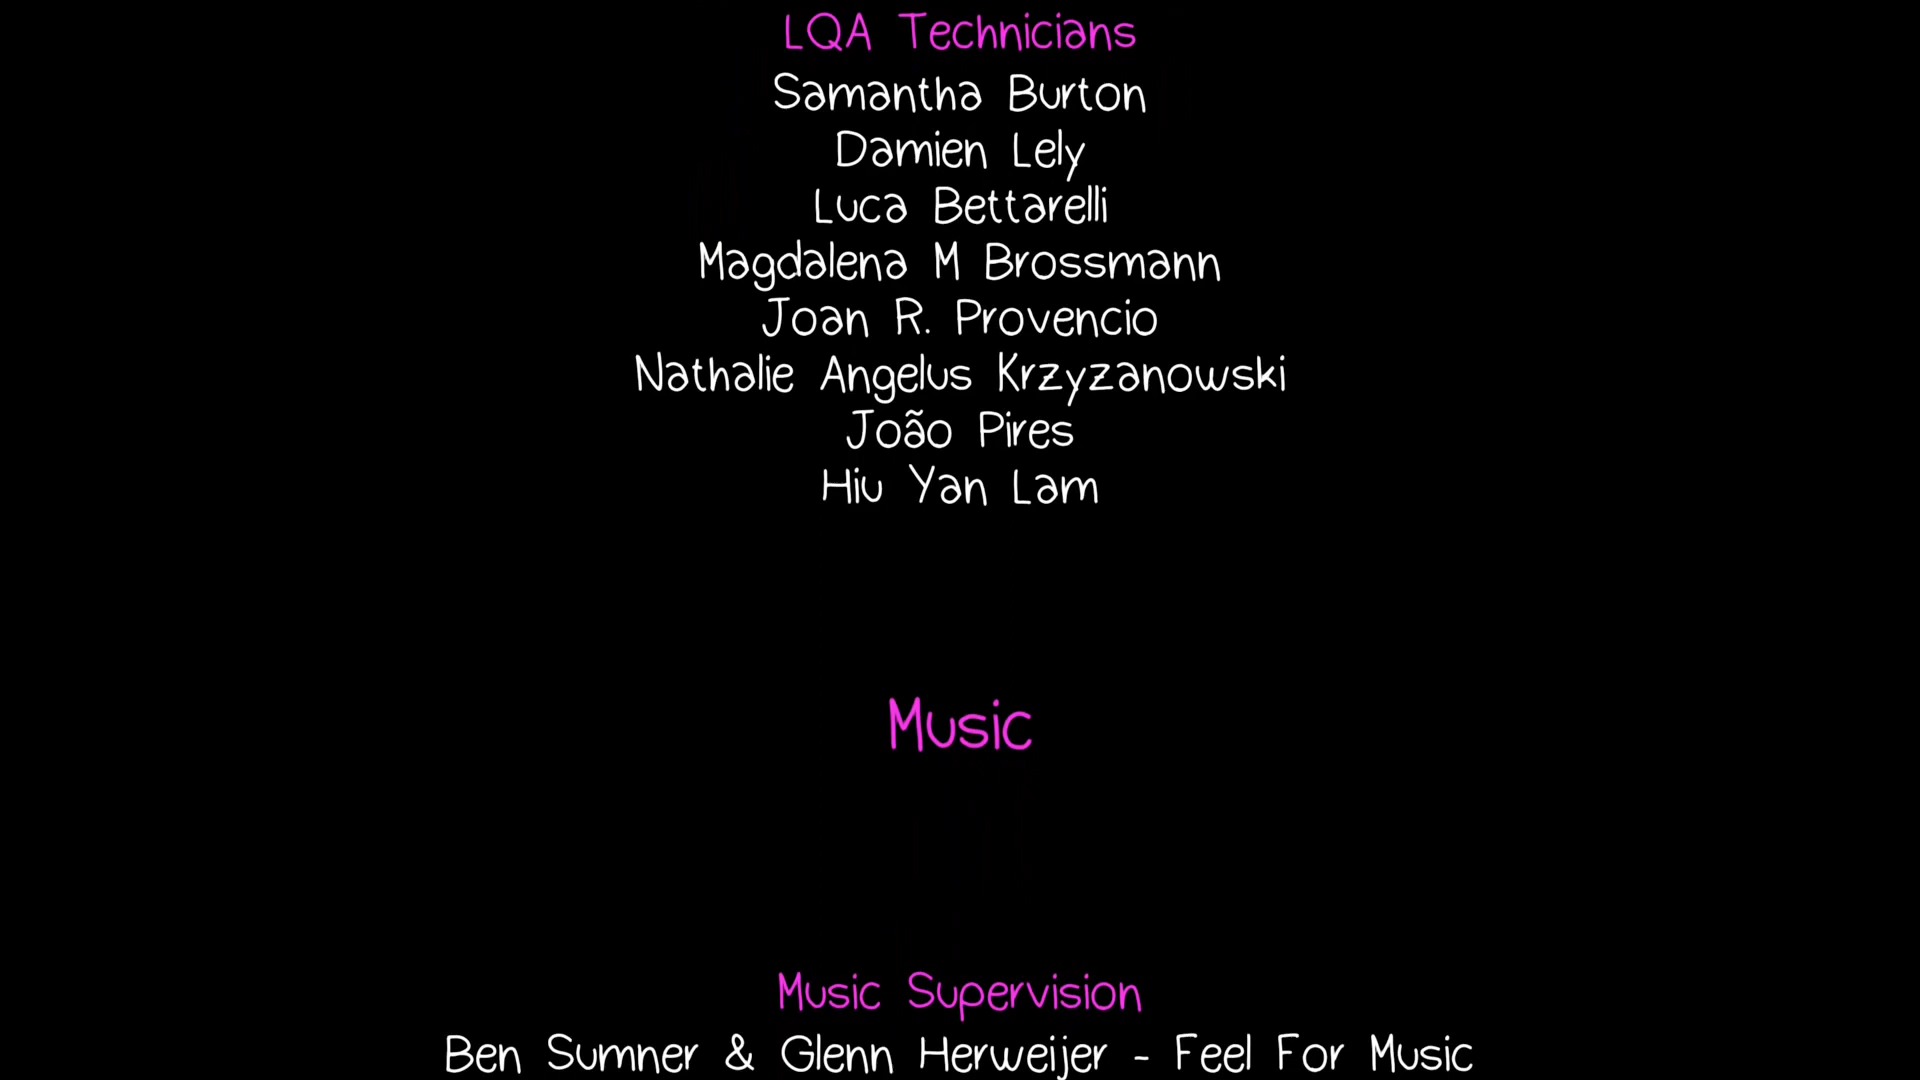 LQA Technicians
Samantha Burton
Damien Lely
Luca Bettarelli
Magdalena M Brossmann
Joan R. Provencio
Nathalie Angelus Krzyzanowski
João Pires
Hiu Yan Lam
Music
Music Supervision
Ben Sumner & Glenn Herweijer - Feel For Music